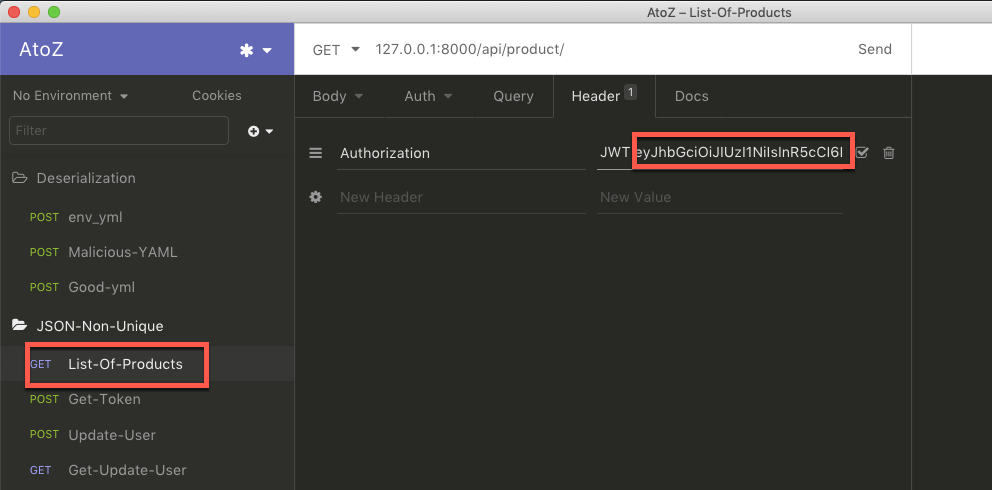 AtoZ – List-Of-Products
AtoZ
GET 127.0.0.1:8000/api/product/ Send
No Environment Cookies
Body Auth Query Header 1 Docs
Filter
Authorization JWT eyJhbGciOiJIUzI1NiIsInR5cCI6I
Deserialization
New Header New Value
POST env_yml
POST Malicious-YAML
POST Good-yml
JSON-Non-Unique
GET List-Of-Products
POST Get-Token
POST Update-User
GET Get-Update-User